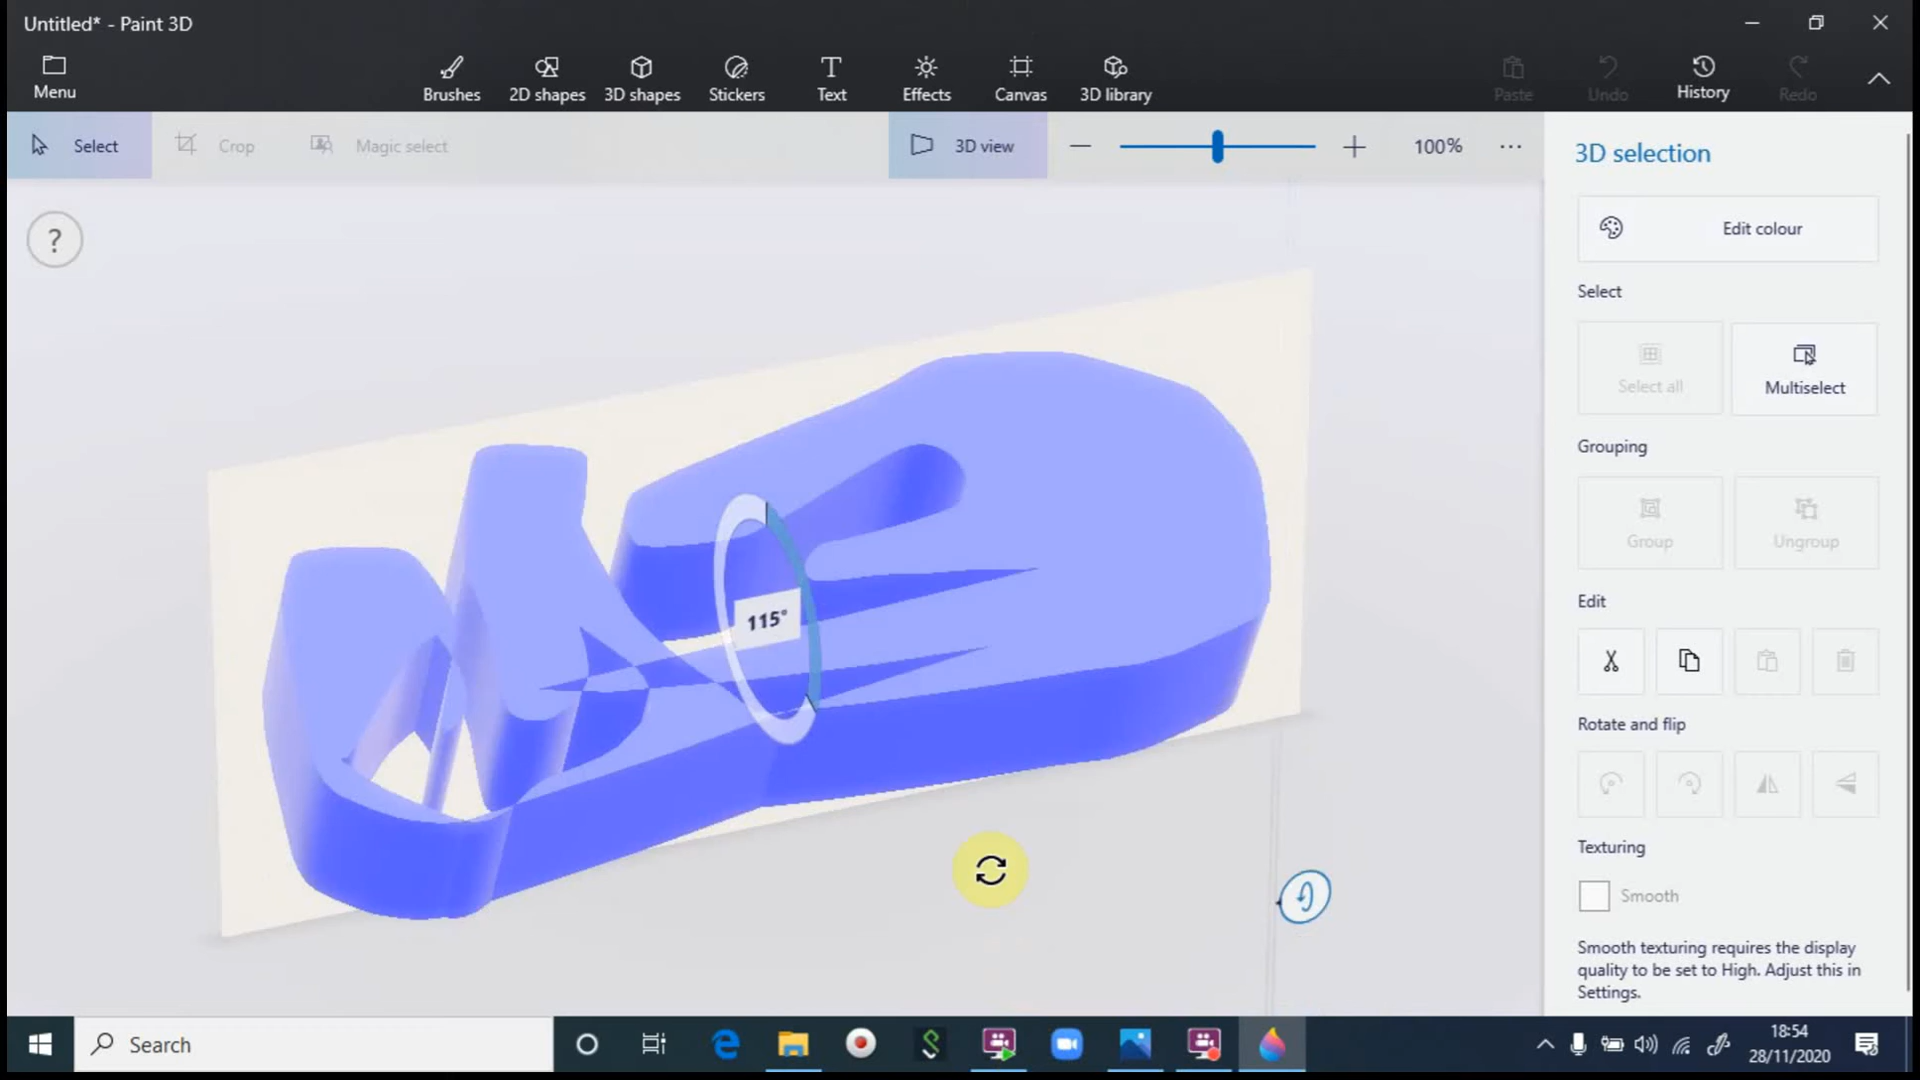 Untitled* - Paint 3D
Menu
Brushes
2D shapes
3D shapes
Stickers
Text
Effects
Canvas
3D library
Paste
Undo
History
Redo
Select
Crop
Magic select
3D view
100%
?
115°
3D selection
Edit colour
Select
Select all
Multiselect
Grouping
Group
Ungroup
Edit
Rotate and flip
Texturing
Smooth
Smooth texturing requires the display
quality to be set to High. Adjust this in
Settings.
Search
18:54
28/11/2020